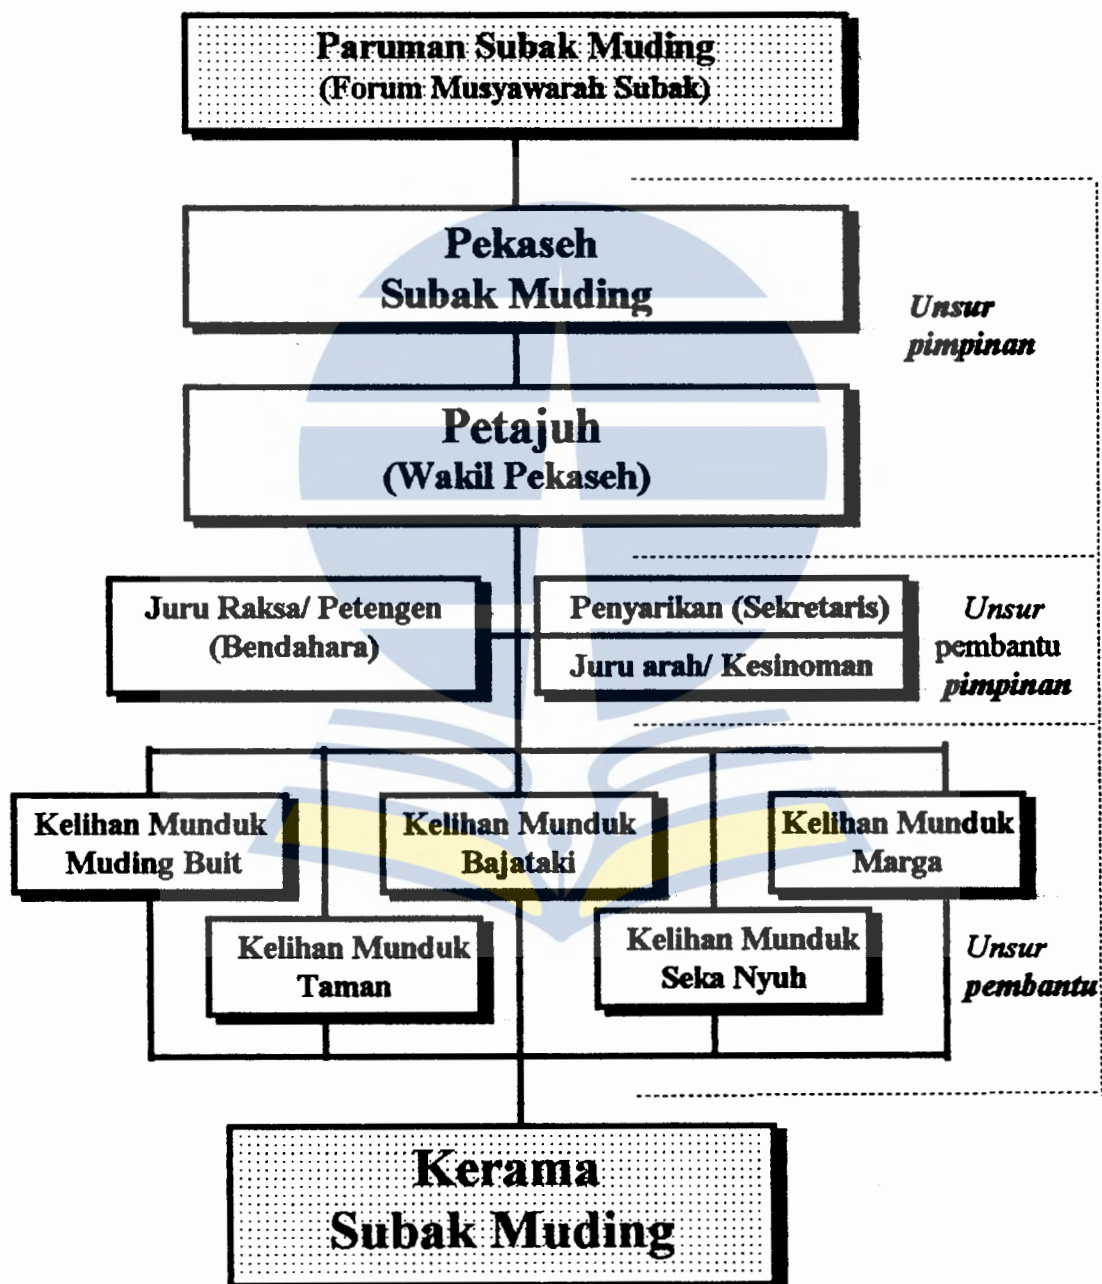 Paruman Subak Muding
(Forum Musyawarah Subak)
Pekaseh
Subak Muding
Unsur
pimpinan
Petajuh
(Wakil Pekaseh)
Juru Raksa/ Petengen
(Bendahara)
Penyarikan (Sekretaris)
Juru arah/ Kesinoman
Unsur
pembantu
pimpinan
Kelihan Munduk
Muding Buit
Kelihan Munduk
Bajataki
Kelihan Munduk
Marga
Kelihan Munduk
Taman
Kelihan Munduk
Seka Nyuh
Unsur
pembantu
Kerama
Subak Muding